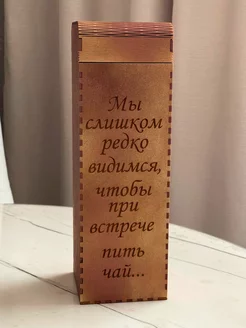 Мы
слишком
редко
видимся,
чтобы
при
встрече
пить
чай...